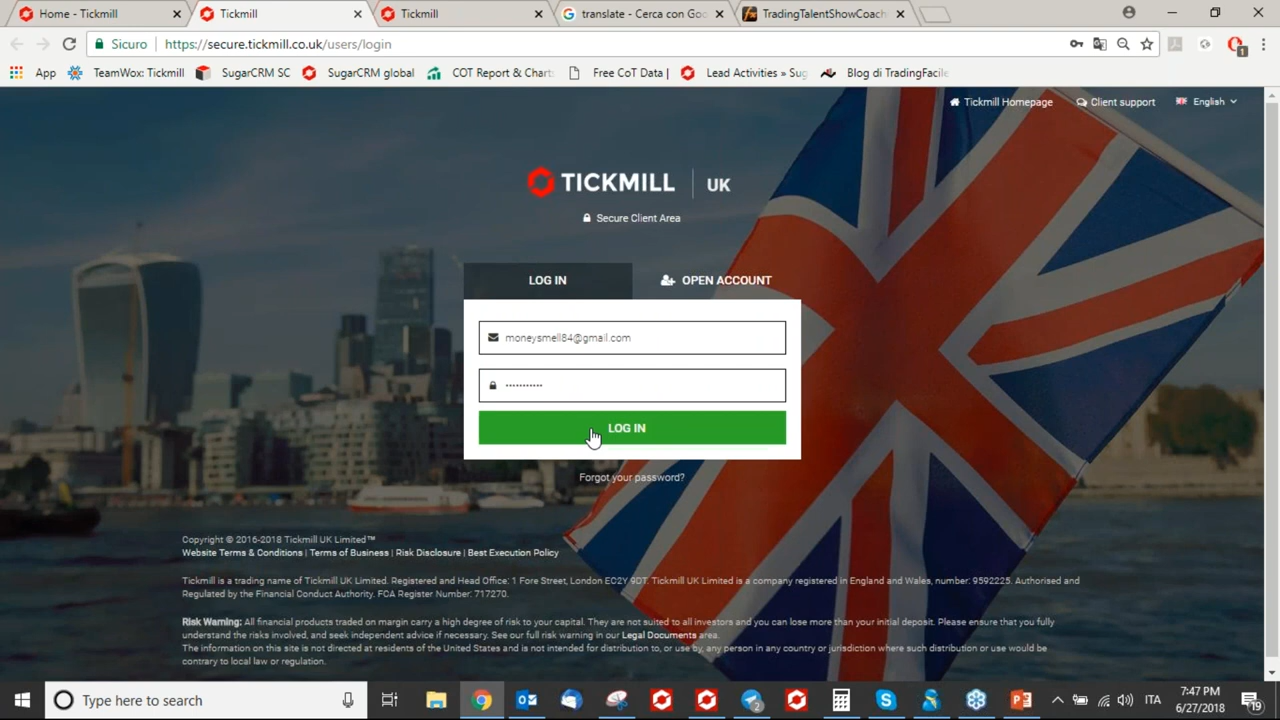 Home - Tickmill
Tickmill
Tickmill
translate - Cerca con Goo
TradingTalentShowCoach
Sicuro
https://secure.tickmill.co.uk/users/login
App
TeamWox: Tickmill
SugarCRM SC
SugarCRM global
COT Report & Charts
Free CoT Data |
Lead Activities » Sug
Blog di TradingFacile
Tickmill Homepage
Client support
English
TICKMILL | UK
Secure Client Area
LOG IN
OPEN ACCOUNT
moneysmell84@gmail.com
···········
LOG IN
Forgot your password?
Copyright © 2016-2018 Tickmill UK Limited™
Website Terms & Conditions | Terms of Business | Risk Disclosure | Best Execution Policy
Tickmill is a trading name of Tickmill UK Limited. Registered and Head Office: 1 Fore Street, London EC2Y 9DT. Tickmill UK Limited is a company registered in England and Wales, number: 9592225. Authorised and
Regulated by the Financial Conduct Authority. FCA Register Number: 717270.
Risk Warning: All financial products traded on margin carry a high degree of risk to your capital. They are not suited to all investors and you can lose more than your initial deposit. Please ensure that you fully
understand the risks involved, and seek independent advice if necessary. See our full risk warning in our Legal Documents area.
The information on this site is not directed at residents of the United States and is not intended for distribution to, or use by, any person in any country or jurisdiction where such distribution or use would be
contrary to local law or regulation.
Type here to search
2
ITA
7:47 PM
6/27/2018
19
1